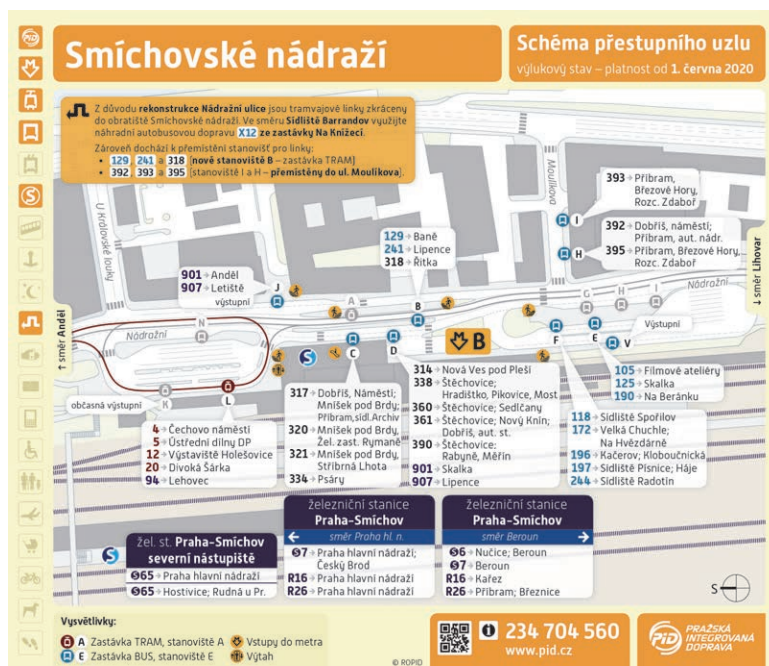 PiD
Smíchovské nádraží
Schéma přestupního uzlu
výlukový stav – platnost od 1. června 2020
Z důvodu rekonstrukce Nádražní ulice jsou tramvajové linky zkráceny
do obratiště Smíchovské nádraží. Ve směru Sídliště Barrandov využijte
náhradní autobusovou dopravu X12 ze zastávky Na Knížecí.
Zároveň dochází k přemístění stanovišť pro linky:
• 129, 241 a 318 [nově stanoviště B – zastávka TRAM]
• 392, 393 a 395 [stanoviště I a H – přemístěny do ul. Moulíkova].
U Královské louky
Moulíkova
393 → Příbram,
Březové Hory,
Rozc. Zdaboř
I
392 → Dobříš, náměstí;
Příbram, aut. nádr.
395 → Příbram, Březové Hory,
Rozc. Zdaboř
H
129 → Baně
241 → Lipence
318 → Řitka
901 → Anděl
907 → Letiště
výstupní
J
A
B
G
H
I
Nádražní
↓ směr Lihovar
↑ směr Anděl
Nádražní
N
S
C
D
B
F
E
V
Výstupní
občasná výstupní
K
L
4 → Čechovo náměstí
5 → Ústřední dílny DP
12 → Výstaviště Holešovice
20 → Divoká Šárka
94 → Lehovec
317 → Dobříš, Náměstí;
Mníšek pod Brdy;
Příbram,sídl.Archiv
320 → Mníšek pod Brdy,
Žel. zast. Rymaně
321 → Mníšek pod Brdy,
Stříbrná Lhota
334 → Psáry
314 → Nová Ves pod Pleší
338 → Štěchovice;
Hradištko, Pikovice, Most
360 → Štěchovice; Sedlčany
361 → Štěchovice; Nový Knín;
Dobříš, aut. st.
390 → Štěchovice;
Rabyně, Měřín
901 → Skalka
907 → Lipence
105 → Filmové ateliéry
125 → Skalka
190 → Na Beránku
118 → Sídliště Spořilov
172 → Velká Chuchle;
Na Hvězdárně
196 → Kačerov; Kloboučnická
197 → Sídliště Písnice; Háje
244 → Sídliště Radotín
S
žel. st. Praha-Smíchov
severní nástupiště
S65 → Praha hlavní nádraží
S65 → Hostivice; Rudná u Pr.
železniční stanice
Praha-Smíchov
← směr Praha hl. n.
S7 → Praha hlavní nádraží;
Český Brod
R16 → Praha hlavní nádraží
R26 → Praha hlavní nádraží
železniční stanice
Praha-Smíchov
směr Beroun →
S6 → Nučice; Beroun
S7 → Beroun
R16 → Kařez
R26 → Příbram; Březnice
S
Vysvětlivky:
A Zastávka TRAM, stanoviště A
Vstupy do metra
E Zastávka BUS, stanoviště E
Výtah
© ROPID
234 704 560
www.pid.cz
PiD
PRAŽSKÁ
INTEGROVANÁ
DOPRAVA